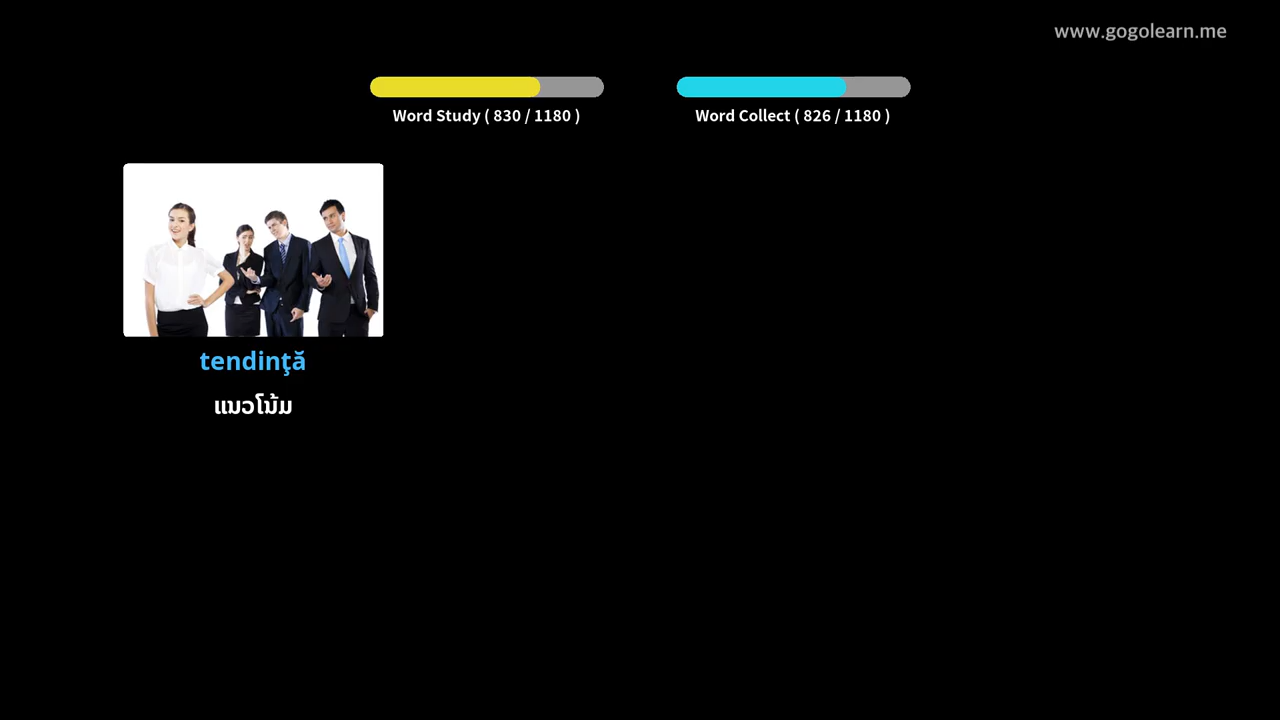 www.gogolearn.me
Word Study ( 830 / 1180 )
Word Collect ( 826 / 1180 )
tendinţă
แนวโน้ม